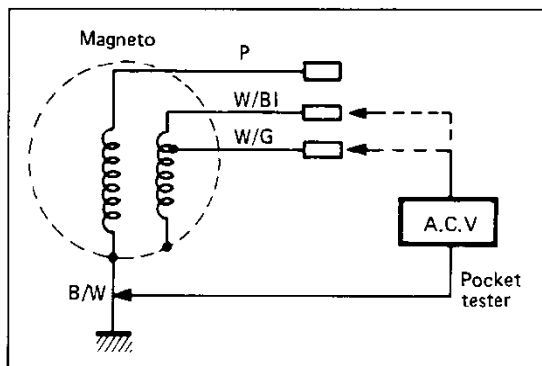 Magneto
P
W/Bl
W/G
A.C.V
B/W
Pocket
tester